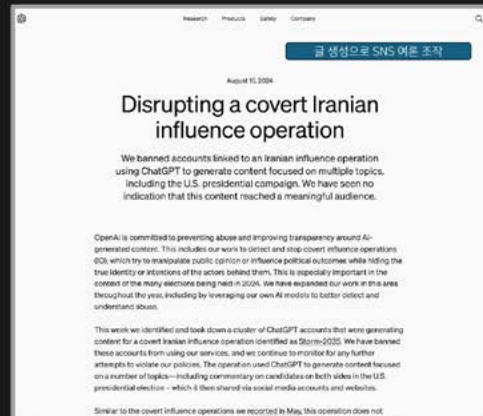 Research Products Safety Company
글 생성으로 SNS 여론 조작
August 15, 2024
Disrupting a covert Iranian
influence operation
We banned accounts linked to an Iranian influence operation
using ChatGPT to generate content focused on multiple topics,
including the U.S. presidential campaign. We have seen no
indication that this content reached a meaningful audience.
OpenAI is committed to preventing abuse and improving transparency around AI-
generated content. This includes our work to detect and stop covert influence operations
(IO), which try to manipulate public opinion or influence political outcomes while hiding the
true identity or intentions of the actors behind them. This is especially important in the
context of the many elections being held in 2024. We have expanded our work in this area
throughout the year, including by leveraging our own AI models to better detect and
understand abuse.
This week we identified and took down a cluster of ChatGPT accounts that were generating
content for a covert Iranian influence operation identified as Storm-2035. We have banned
these accounts from using our services, and we continue to monitor for any further
attempts to violate our policies. The operation used ChatGPT to generate content focused
on a number of topics—including commentary on candidates on both sides in the U.S.
presidential election – which it then shared via social media accounts and websites.
Similar to the covert influence operations we reported in May, this operation does not